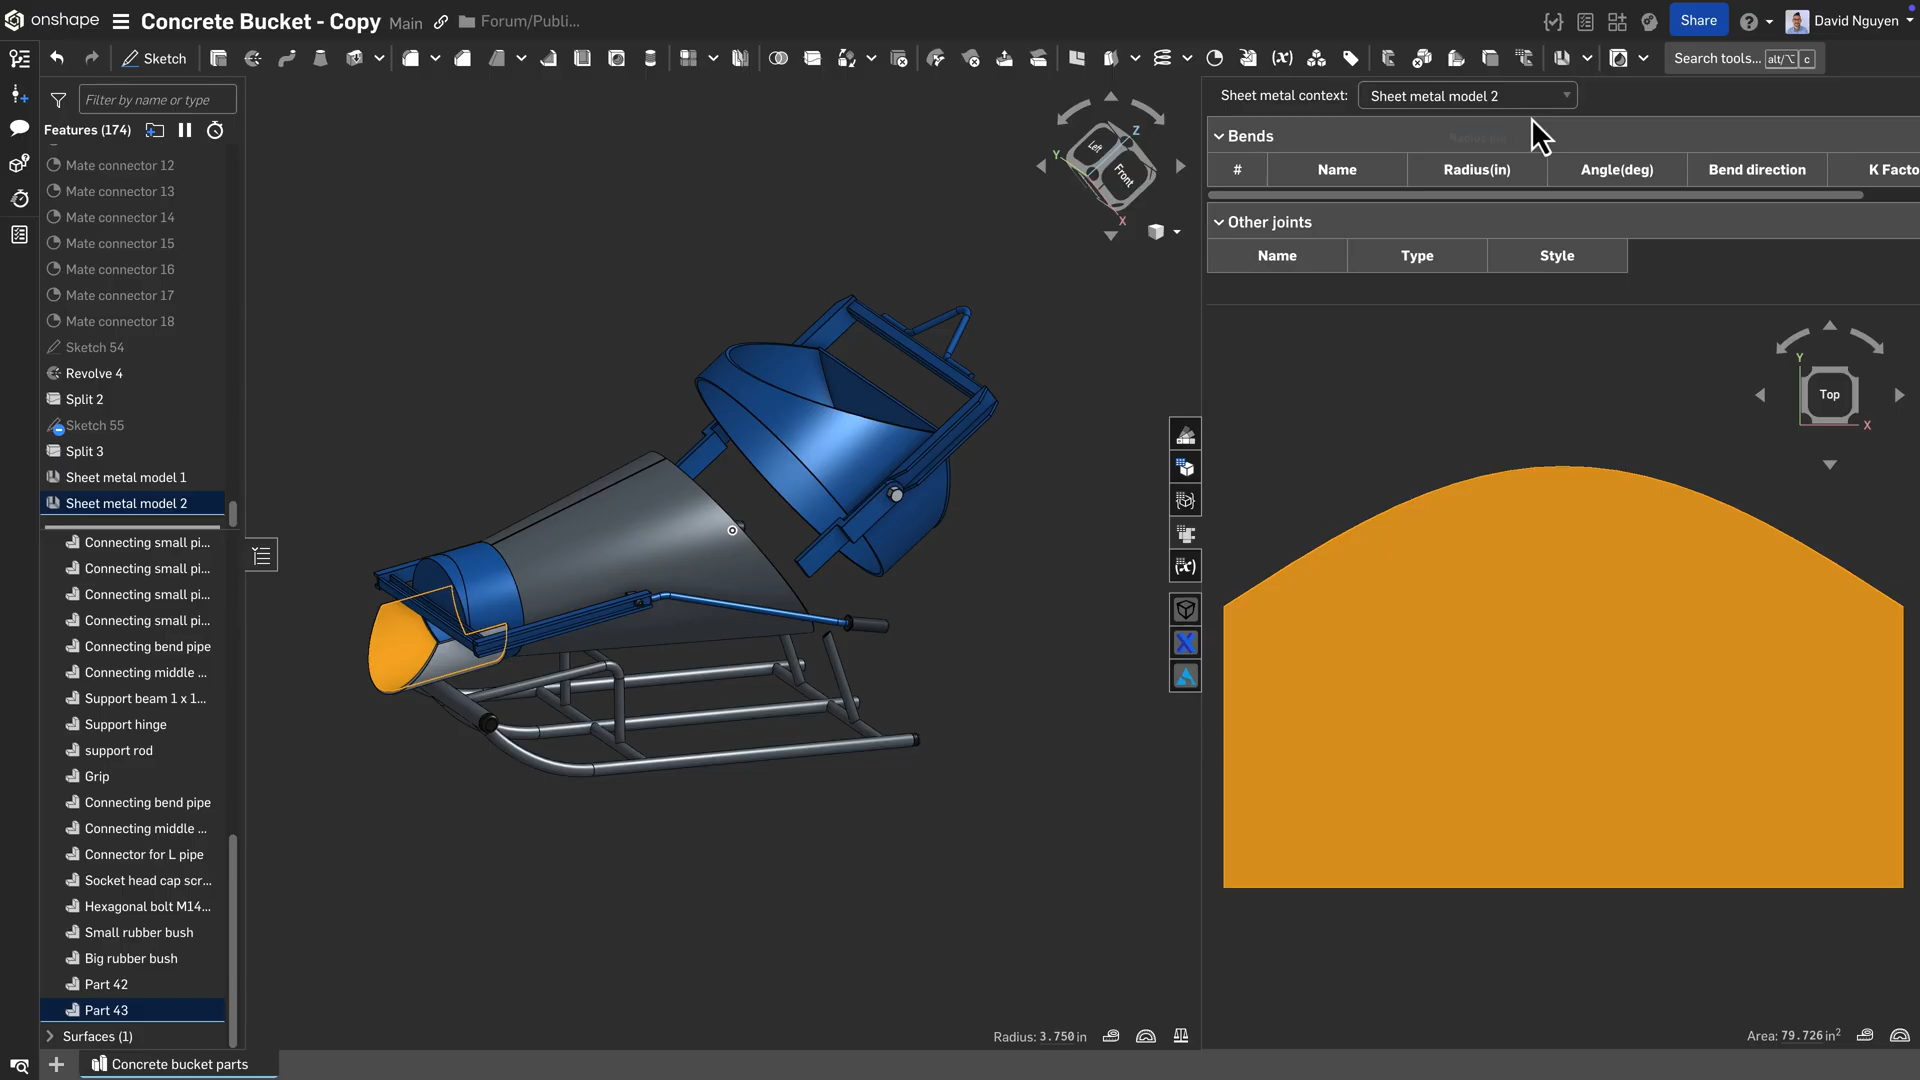 onshape
Concrete Bucket - Copy Main Forum/Publi...
Share
David Nguyen
Sketch
Search tools... alt/⌥ c
Filter by name or type
Features (174)
Mate connector 12
Mate connector 13
Mate connector 14
Mate connector 15
Mate connector 16
Mate connector 17
Mate connector 18
Sketch 54
Revolve 4
Split 2
Sketch 55
Split 3
Sheet metal model 1
Sheet metal model 2
Connecting small pi...
Connecting small pi...
Connecting small pi...
Connecting small pi...
Connecting bend pipe
Connecting middle ...
Support beam 1 x 1...
Support hinge
support rod
Grip
Connecting bend pipe
Connecting middle ...
Connector for L pipe
Socket head cap scr...
Hexagonal bolt M14...
Small rubber bush
Big rubber bush
Part 42
Part 43
Surfaces (1)
Concrete bucket parts
Z
Y
Left
Front
X
Radius: 3.750 in
Sheet metal context: Sheet metal model 2
Bends
# Name Radius(in) Angle(deg) Bend direction K Facto
Other joints
Name Type Style
Y
Top
X
Area: 79.726 in²